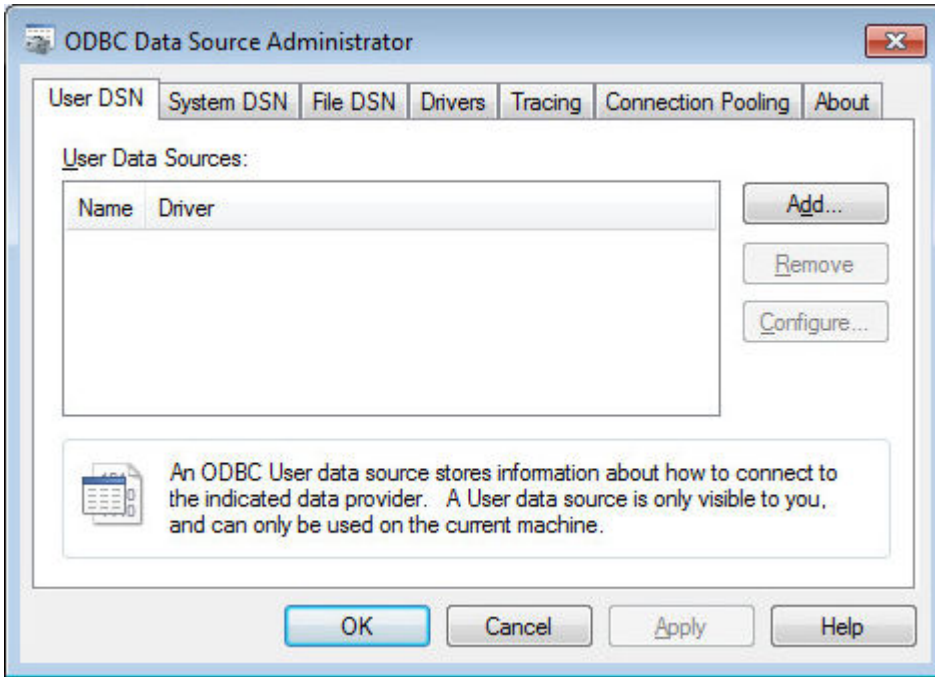 ODBC Data Source Administrator
User DSN System DSN File DSN Drivers Tracing Connection Pooling About
User Data Sources:
Name Driver
Add...
Remove
Configure...
An ODBC User data source stores information about how to connect to
the indicated data provider. A User data source is only visible to you,
and can only be used on the current machine.
OK Cancel Apply Help